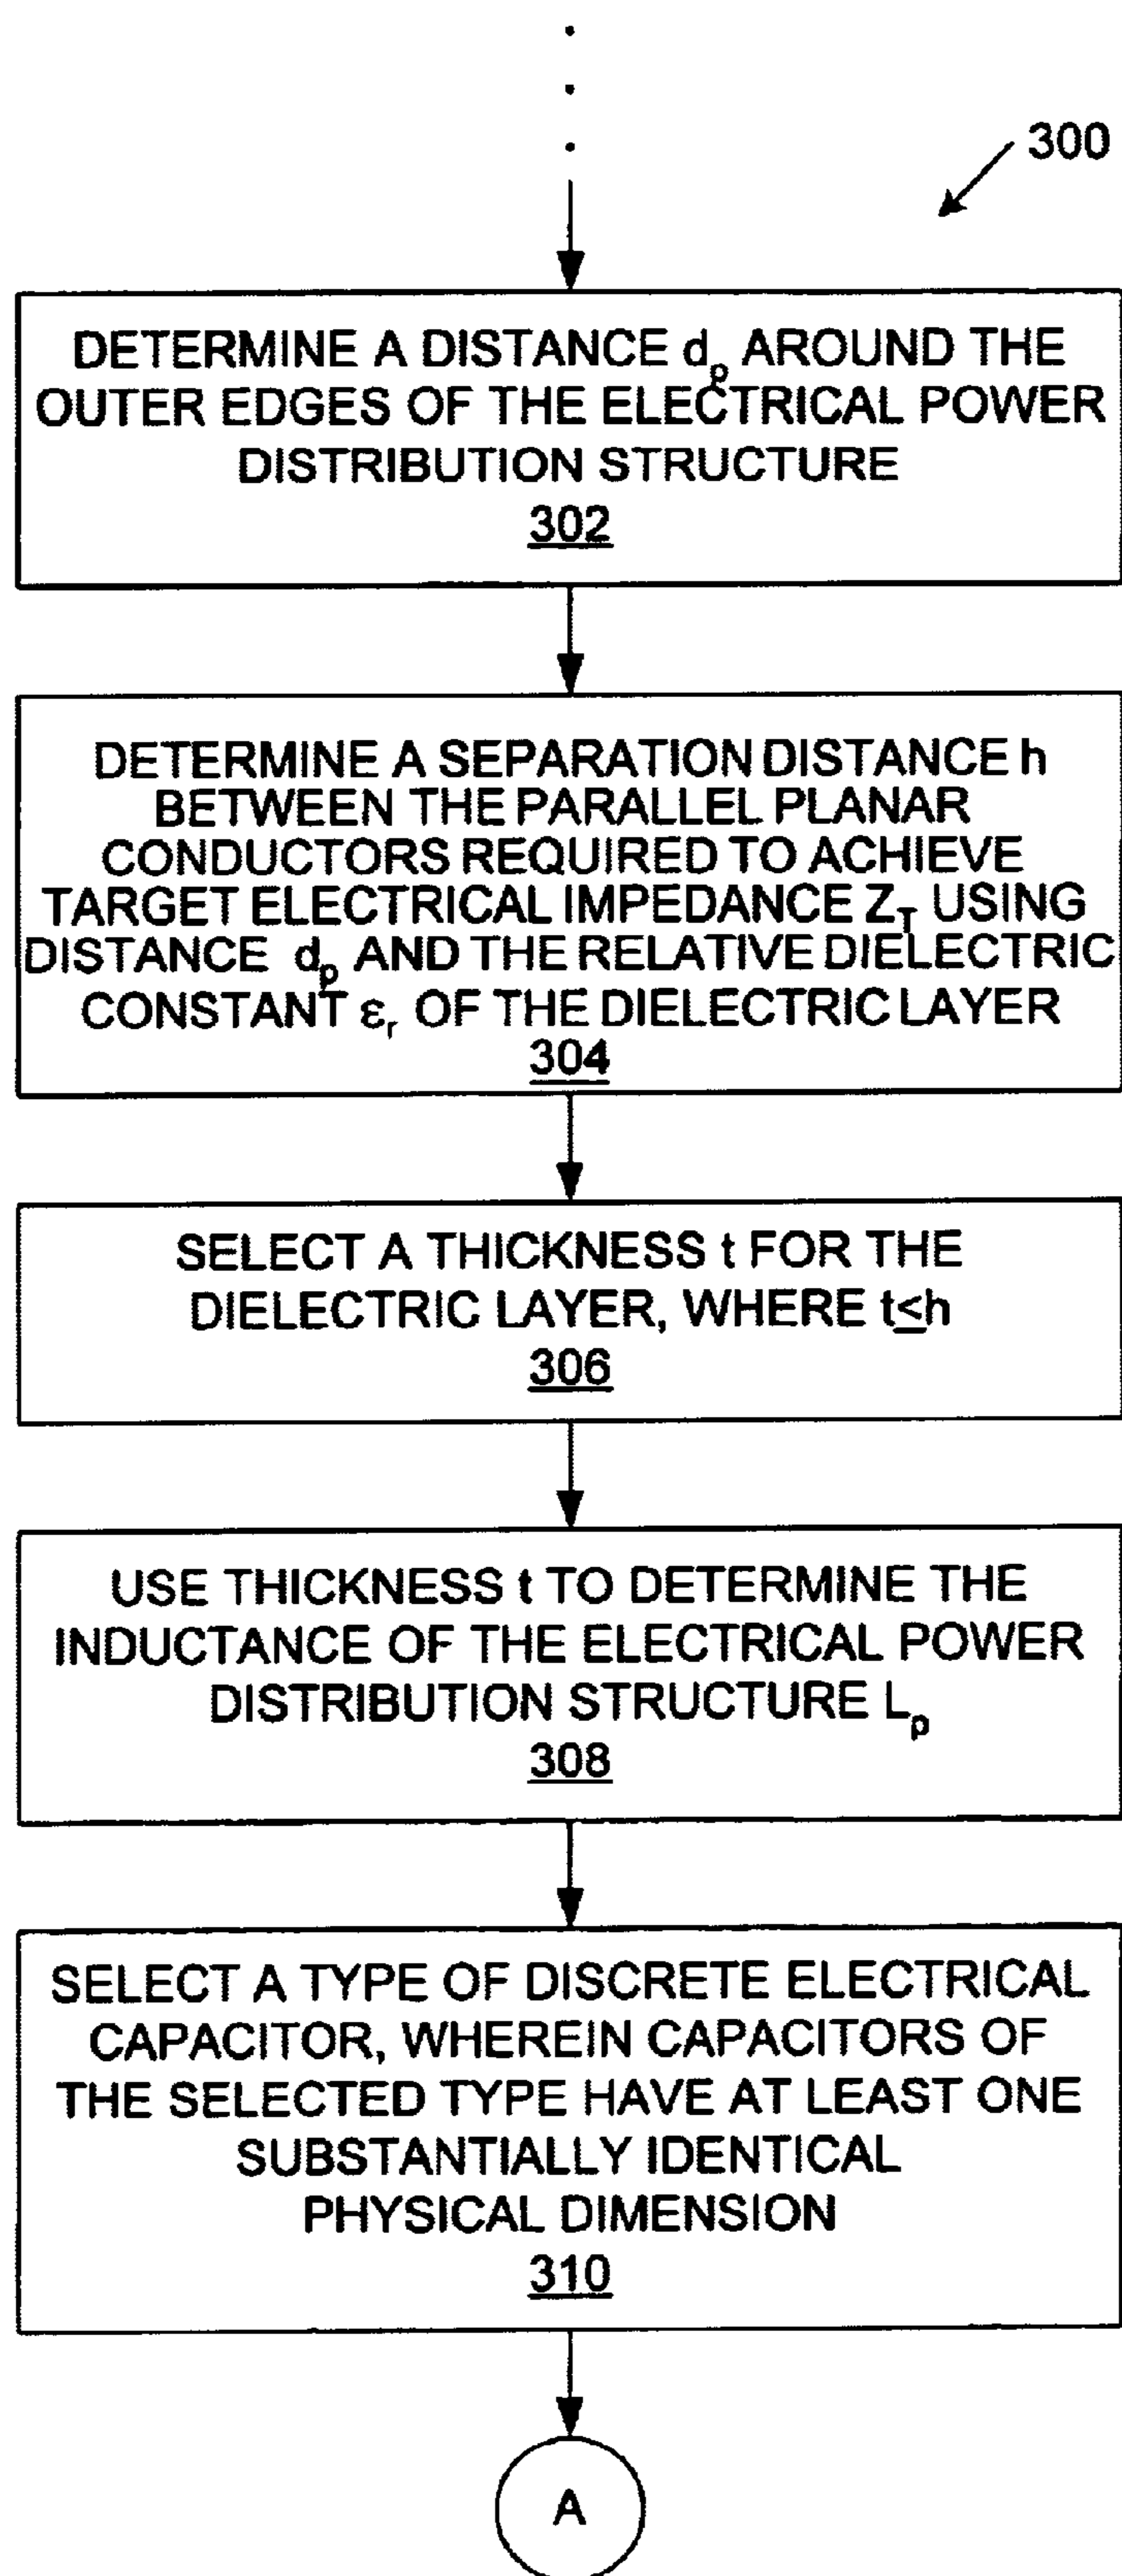 300
DETERMINE A DISTANCE dₚ AROUND THE
OUTER EDGES OF THE ELECTRICAL POWER
DISTRIBUTION STRUCTURE
302
DETERMINE A SEPARATION DISTANCE h
BETWEEN THE PARALLEL PLANAR
CONDUCTORS REQUIRED TO ACHIEVE
TARGET ELECTRICAL IMPEDANCE Z_T USING
DISTANCE dₚ AND THE RELATIVE DIELECTRIC
CONSTANT εᵣ OF THE DIELECTRIC LAYER
304
SELECT A THICKNESS t FOR THE
DIELECTRIC LAYER, WHERE t≤h
306
USE THICKNESS t TO DETERMINE THE
INDUCTANCE OF THE ELECTRICAL POWER
DISTRIBUTION STRUCTURE Lₚ
308
SELECT A TYPE OF DISCRETE ELECTRICAL
CAPACITOR, WHEREIN CAPACITORS OF
THE SELECTED TYPE HAVE AT LEAST ONE
SUBSTANTIALLY IDENTICAL
PHYSICAL DIMENSION
310
A